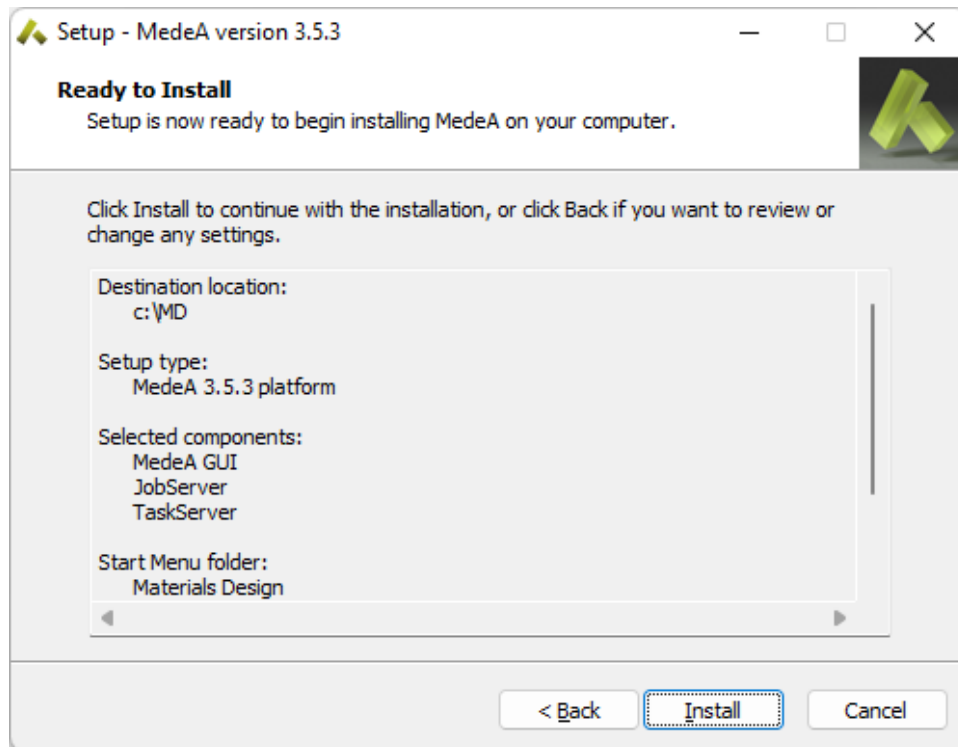 Setup - MedeA version 3.5.3
Ready to Install
Setup is now ready to begin installing MedeA on your computer.
Click Install to continue with the installation, or click Back if you want to review or
change any settings.
Destination location:
c:\MD
Setup type:
MedeA 3.5.3 platform
Selected components:
MedeA GUI
JobServer
TaskServer
Start Menu folder:
Materials Design
< Back Install Cancel